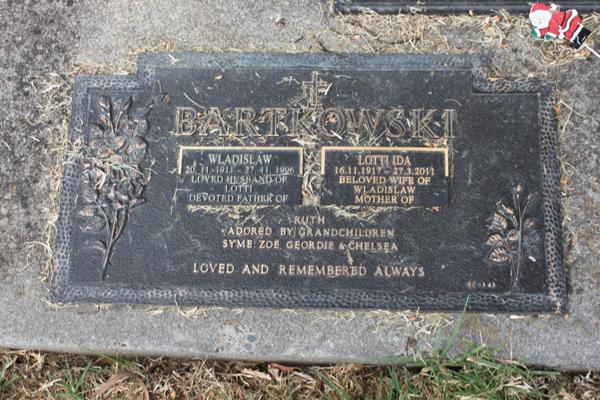 BARTKOWSKI
WLADISLAW
20.11.1911 - 27.11.1996
LOVED HUSBAND OF
LOTTI
DEVOTED FATHER OF
LOTTI IDA
16.11.1917 - 27.3.2011
BELOVED WIFE OF
WLADISLAW
MOTHER OF
RUTH
ADORED BY GRANDCHILDREN
SYME, ZOE, GEORDIE & CHELSEA
LOVED AND REMEMBERED ALWAYS